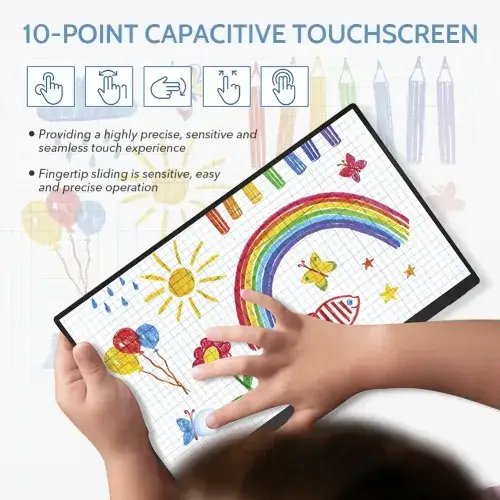 10-POINT CAPACITIVE TOUCHSCREEN
• Providing a highly precise, sensitive and
seamless touch experience
• Fingertip sliding is sensitive, easy
and precise operation